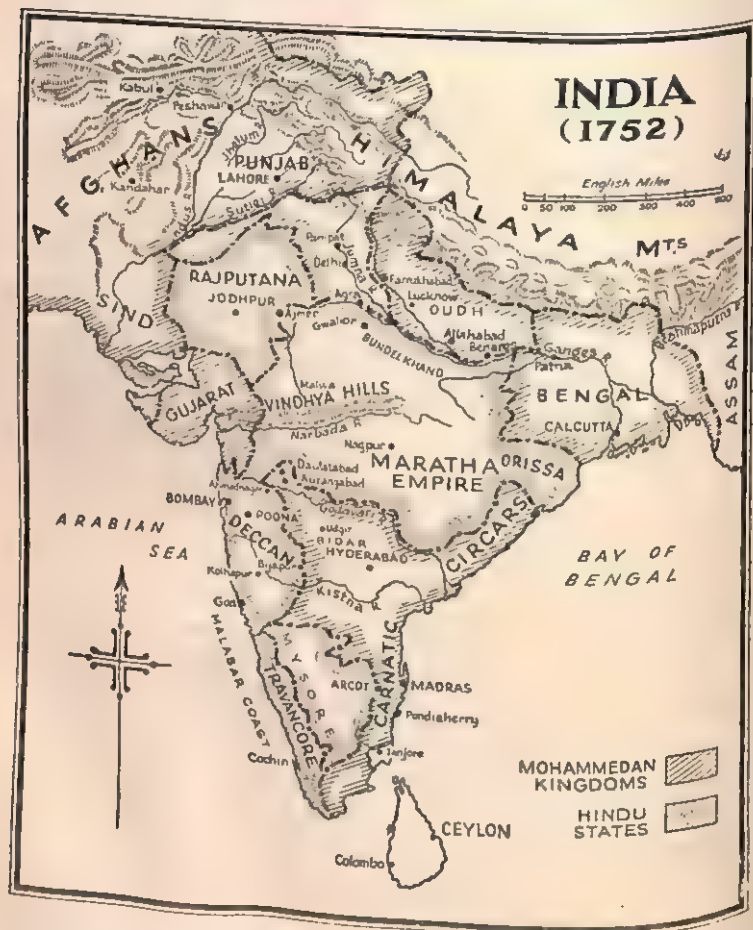 INDIA
(1752)
English Miles
0 50 100 200 300 400 500
AFGHANS
Kabul
Peshawar
Kandahar
Jhelum
PUNJAB
LAHORE
HIMALAYA MTS
Indus R
Sutlej R
Panipat
Delhi
Jumna R
RAJPUTANA
JODHPUR
Ajmer
Agra
Gwalior
Farrukhabad
Lucknow
OUDH
Allahabad
Benares
BUNDELKHAND
Ganges R
Patna
Brahmaputra R
ASSAM
SIND
GUJARAT
Malwa
VINDHYA HILLS
Narbada R
BENGAL
CALCUTTA
Nagpur
MARATHA
EMPIRE
ORISSA
Daulatabad
Aurangabad
Ahmadnagar
Godavari R
BOMBAY
POONA
DECCAN
Udgir
BIDAR
HYDERABAD
CIRCARS
ARABIAN
SEA
BAY OF
BENGAL
Kolhapur
Bijapur
Kistna R
Goa
MALABAR COAST
MYSORE
TRAVANCORE
CARNATIC
ARCOT
MADRAS
Pondicherry
Tanjore
Cochin
CEYLON
Colombo
MOHAMMEDAN
KINGDOMS
HINDU
STATES